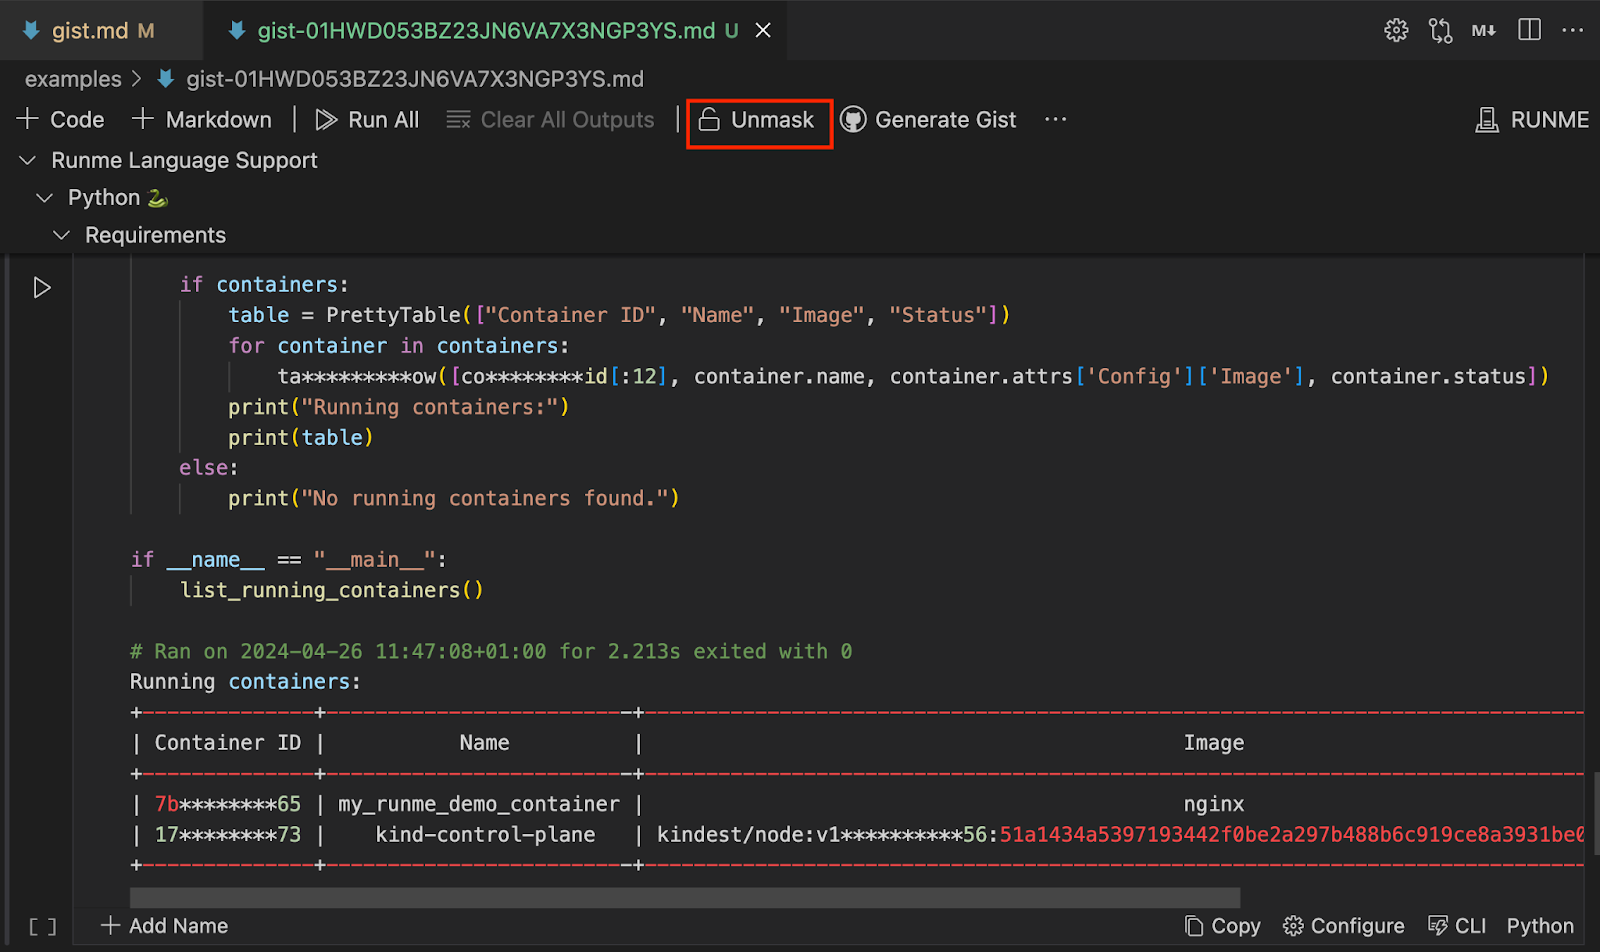 gist.md M gist-01HWD053BZ23JN6VA7X3NGP3YS.md U
examples > gist-01HWD053BZ23JN6VA7X3NGP3YS.md
+ Code + Markdown | Run All Clear All Outputs | Unmask Generate Gist ... RUNME
Runme Language Support
Python 🐍
Requirements
if containers:
table = PrettyTable(["Container ID", "Name", "Image", "Status"])
for container in containers:
ta*********ow([co********id[:12], container.name, container.attrs['Config']['Image'], container.status])
print("Running containers:")
print(table)
else:
print("No running containers found.")
if __name__ == "__main__":
list_running_containers()
# Ran on 2024-04-26 11:47:08+01:00 for 2.213s exited with 0
Running containers:
| Container ID | Name | Image
| 7b********65 | my_runme_demo_container | nginx
| 17********73 | kind-control-plane | kindest/node:v1**********56:51a1434a5397193442f0be2a297b488b6c919ce8a3931be0
[ ] + Add Name Copy Configure CLI Python